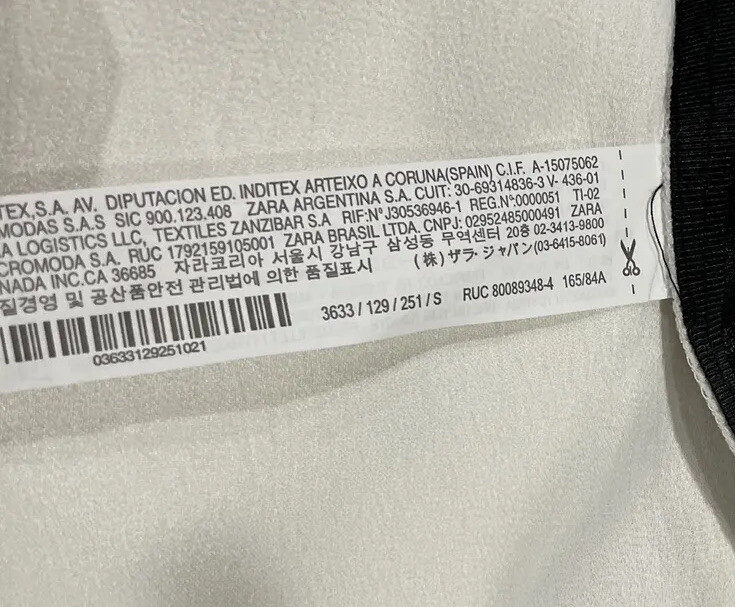 TEX,S.A. AV. DIPUTACION ED. INDITEX ARTEIXO A CORUNA(SPAIN) C.I.F. A-15075062
MODAS S.A.S SIC 900.123.408 ZARA ARGENTINA S.A. CUIT: 30-69314836-3 V- 436-01
A LOGISTICS LLC, TEXTILES ZANZIBAR S.A RIF:Nº J30536946-1 REG.Nº:0000051 TI-02
CROMODA S.A. RUC 1792159105001 ZARA BRASIL LTDA. CNPJ: 02952485000491 ZARA
NADA INC.CA 36685 자라코리아 서울시 강남구 삼성동 무역센터 20층 02-3413-9800
질경영 및 공산품안전 관리법에 의한 품질표시 (株) ザラ・ジャパン(03-6415-8061)
3633 / 129 / 251 / S RUC 80089348-4 165/84A
03633129251021